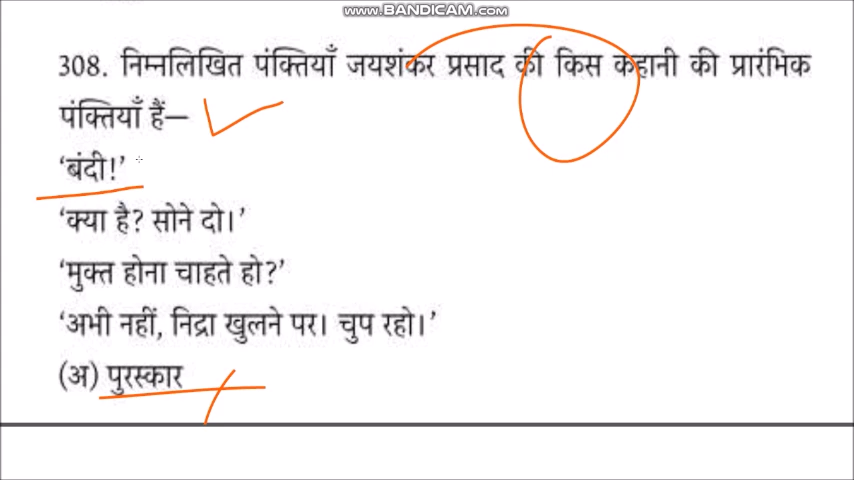 www.BANDICAM.com
308. निम्नलिखित पंक्तियाँ जयशंकर प्रसाद की किस कहानी की प्रारंभिक
पंक्तियाँ हैं—
‘बंदी!’
‘क्या है? सोने दो।’
‘मुक्त होना चाहते हो?’
‘अभी नहीं, निद्रा खुलने पर। चुप रहो।’
(अ) पुरस्कार